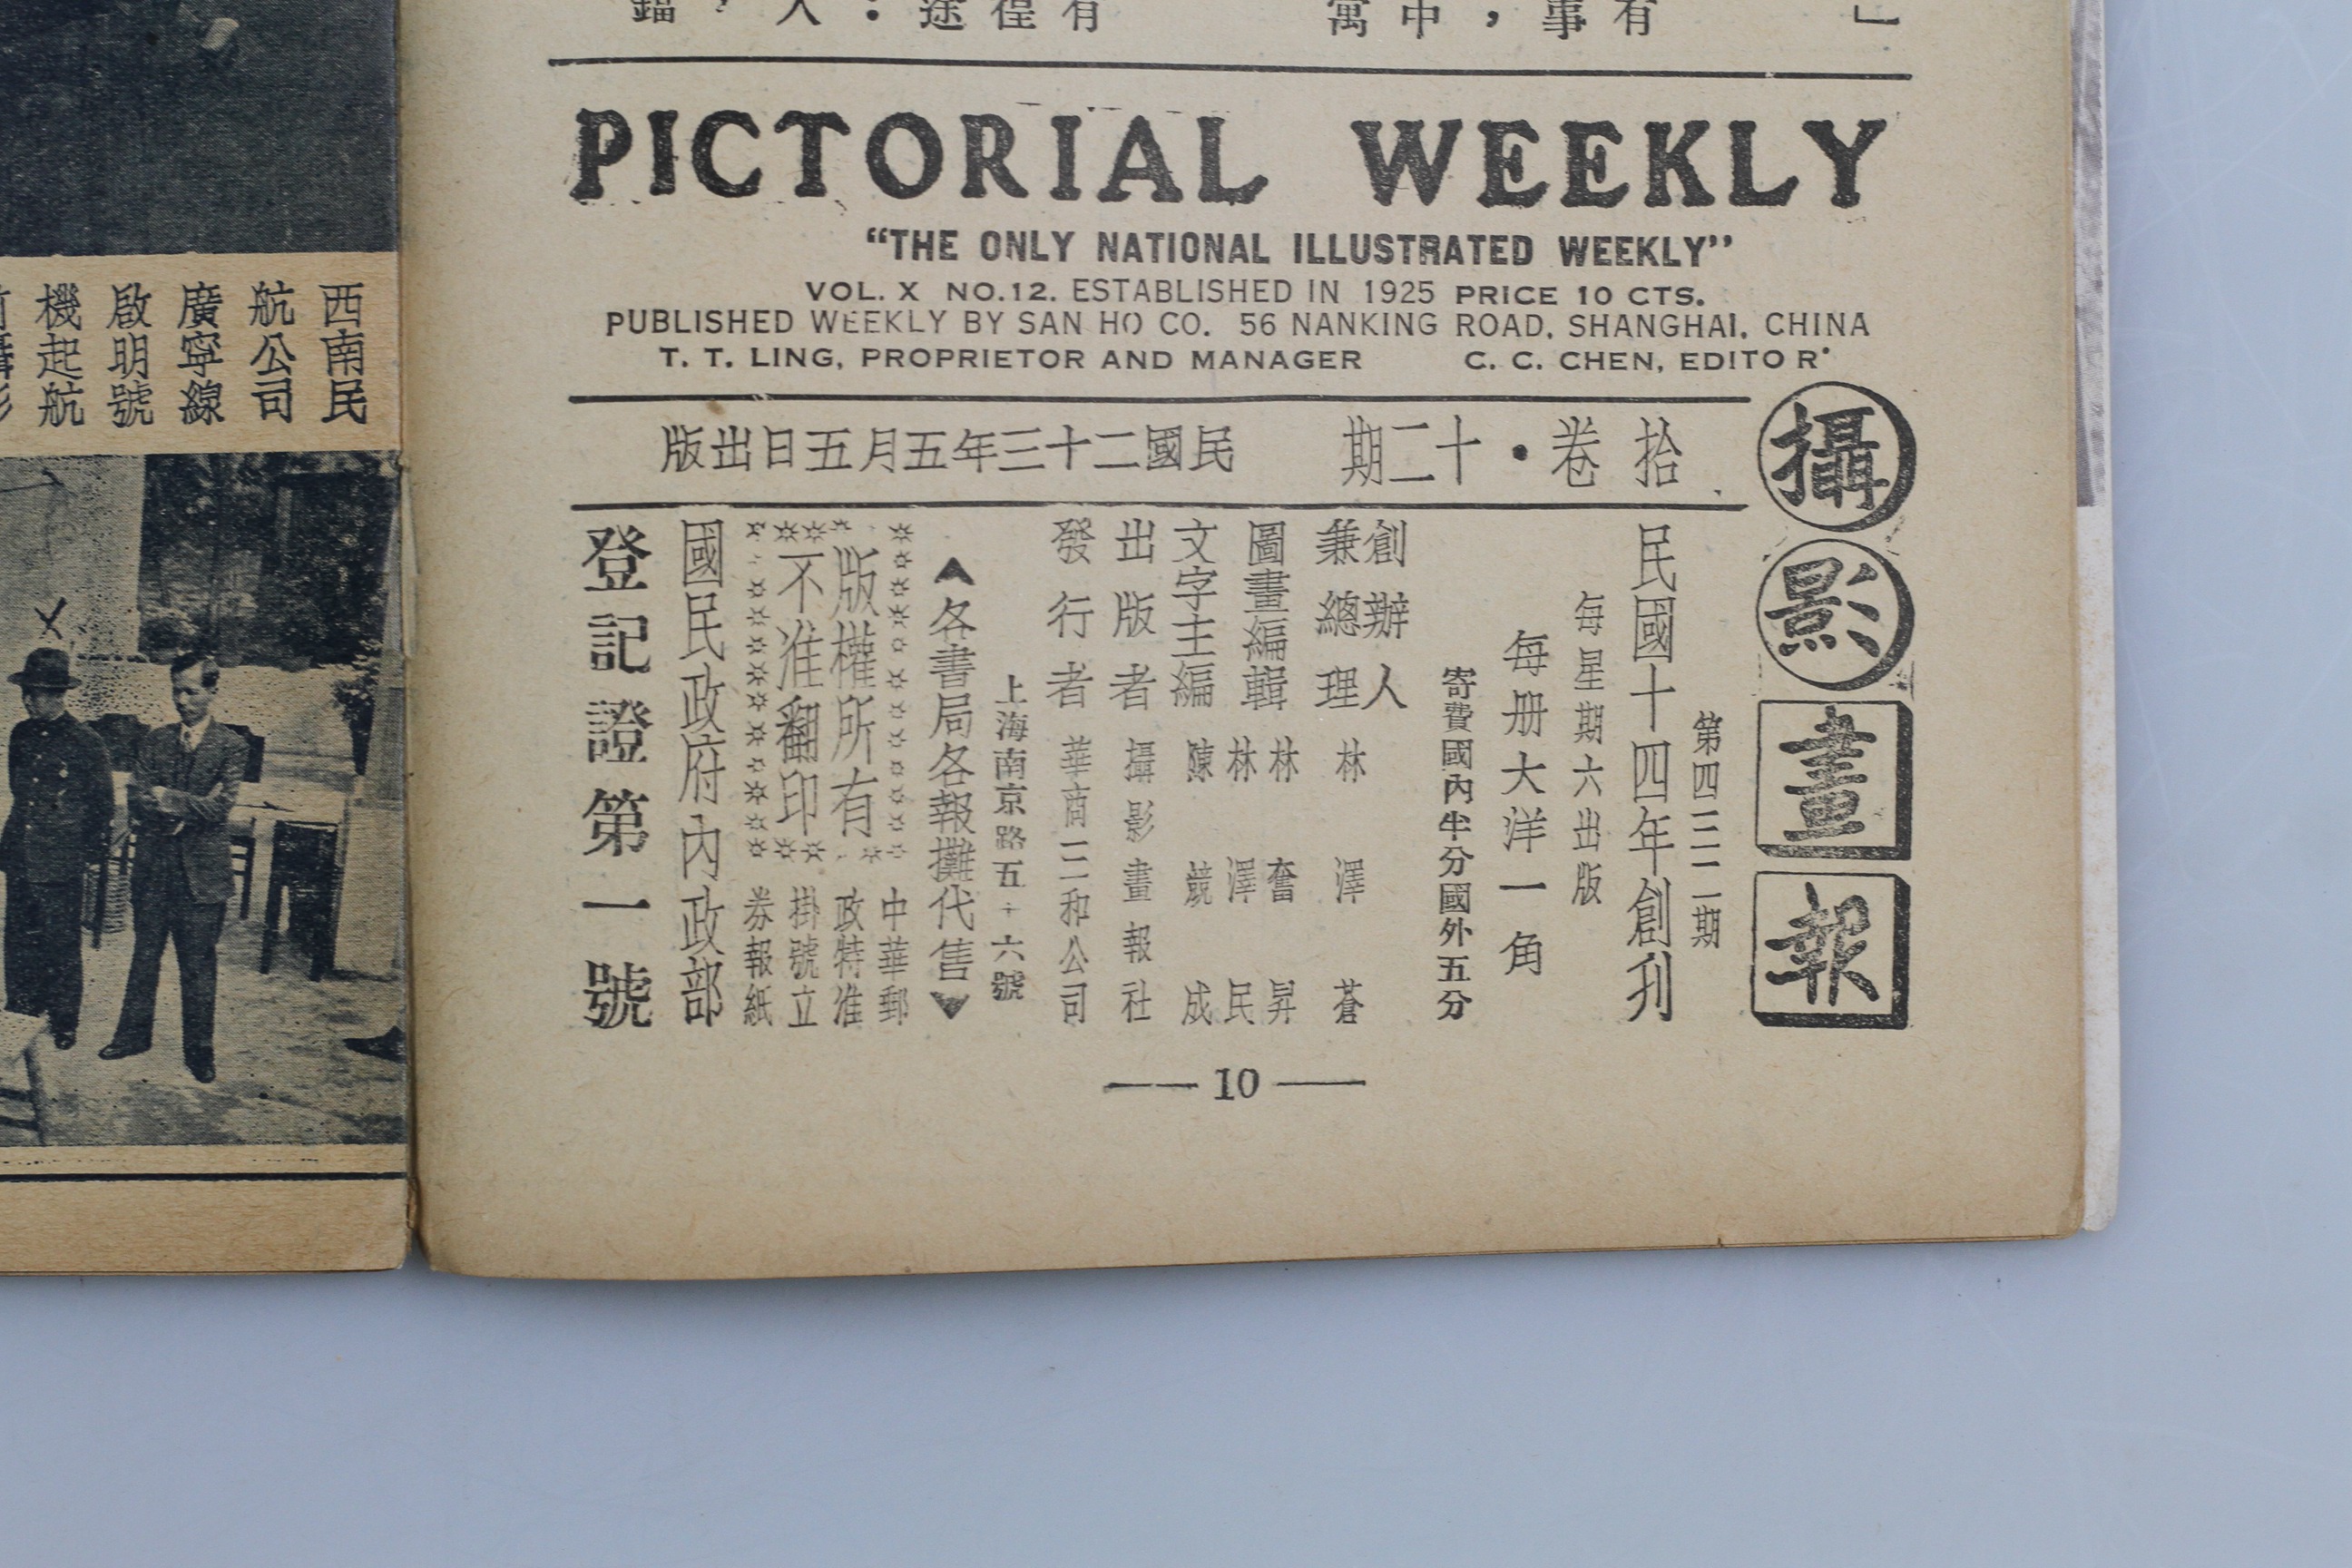 西南民
航公司
廣寧線
啟明號
機起航
PICTORIAL WEEKLY
“THE ONLY NATIONAL ILLUSTRATED WEEKLY”
VOL. X NO.12. ESTABLISHED IN 1925 PRICE 10 CTS.
PUBLISHED WEEKLY BY SAN HO CO. 56 NANKING ROAD, SHANGHAI, CHINA
T. T. LING, PROPRIETOR AND MANAGER C. C. CHEN, EDITOR
攝影畫報
拾卷・十二期
民國二十三年五月五日出版
民國十四年創刊
每星期六出版
每册大洋一角
寄費國內半分國外五分
創辦人
兼總理 林澤蒼
圖畫編輯 林奮昇
林澤民
文字主編 陳競成
出版者 攝影畫報社
發行者 華商三和公司
上海南京路五十六號
各書局各報攤代售
版權所有
不准翻印
中華郵
政特准
掛號立
券報紙
國民政府內政部
登記證第一號
—10—